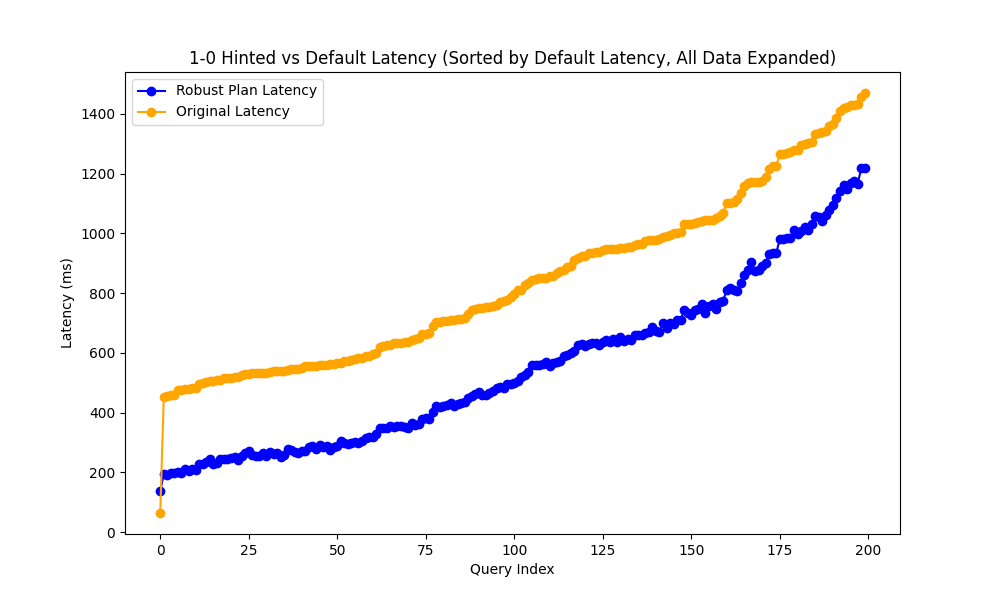 1-0 Hinted vs Default Latency (Sorted by Default Latency, All Data Expanded)
Robust Plan Latency
Original Latency
1400
1200
1000
800
600
400
200
0
Latency (ms)
0 25 50 75 100 125 150 175 200
Query Index